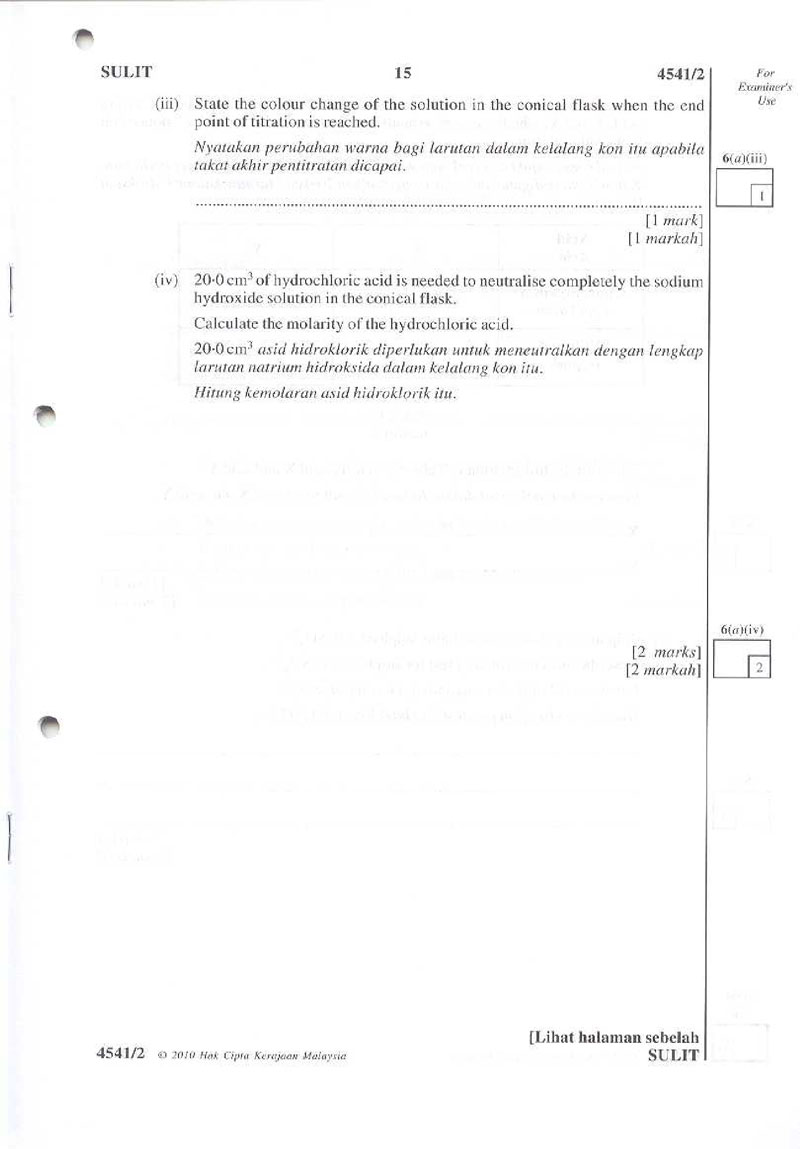 SULIT 15 4541/2
For
Examiner's
Use
(iii) State the colour change of the solution in the conical flask when the end
point of titration is reached.
Nyatakan perubahan warna bagi larutan dalam kelalang kon itu apabila
takat akhir pentitratan dicapai.
6(a)(iii)
1
[1 mark]
[1 markah]
(iv) 20·0 cm³ of hydrochloric acid is needed to neutralise completely the sodium
hydroxide solution in the conical flask.
Calculate the molarity of the hydrochloric acid.
20·0 cm³ asid hidroklorik diperlukan untuk meneutralkan dengan lengkap
larutan natrium hidroksida dalam kelalang kon itu.
Hitung kemolaran asid hidroklorik itu.
6(a)(iv)
[2 marks]
[2 markah]
2
[Lihat halaman sebelah
4541/2 © 2010 Hak Cipta Kerajaan Malaysia
SULIT